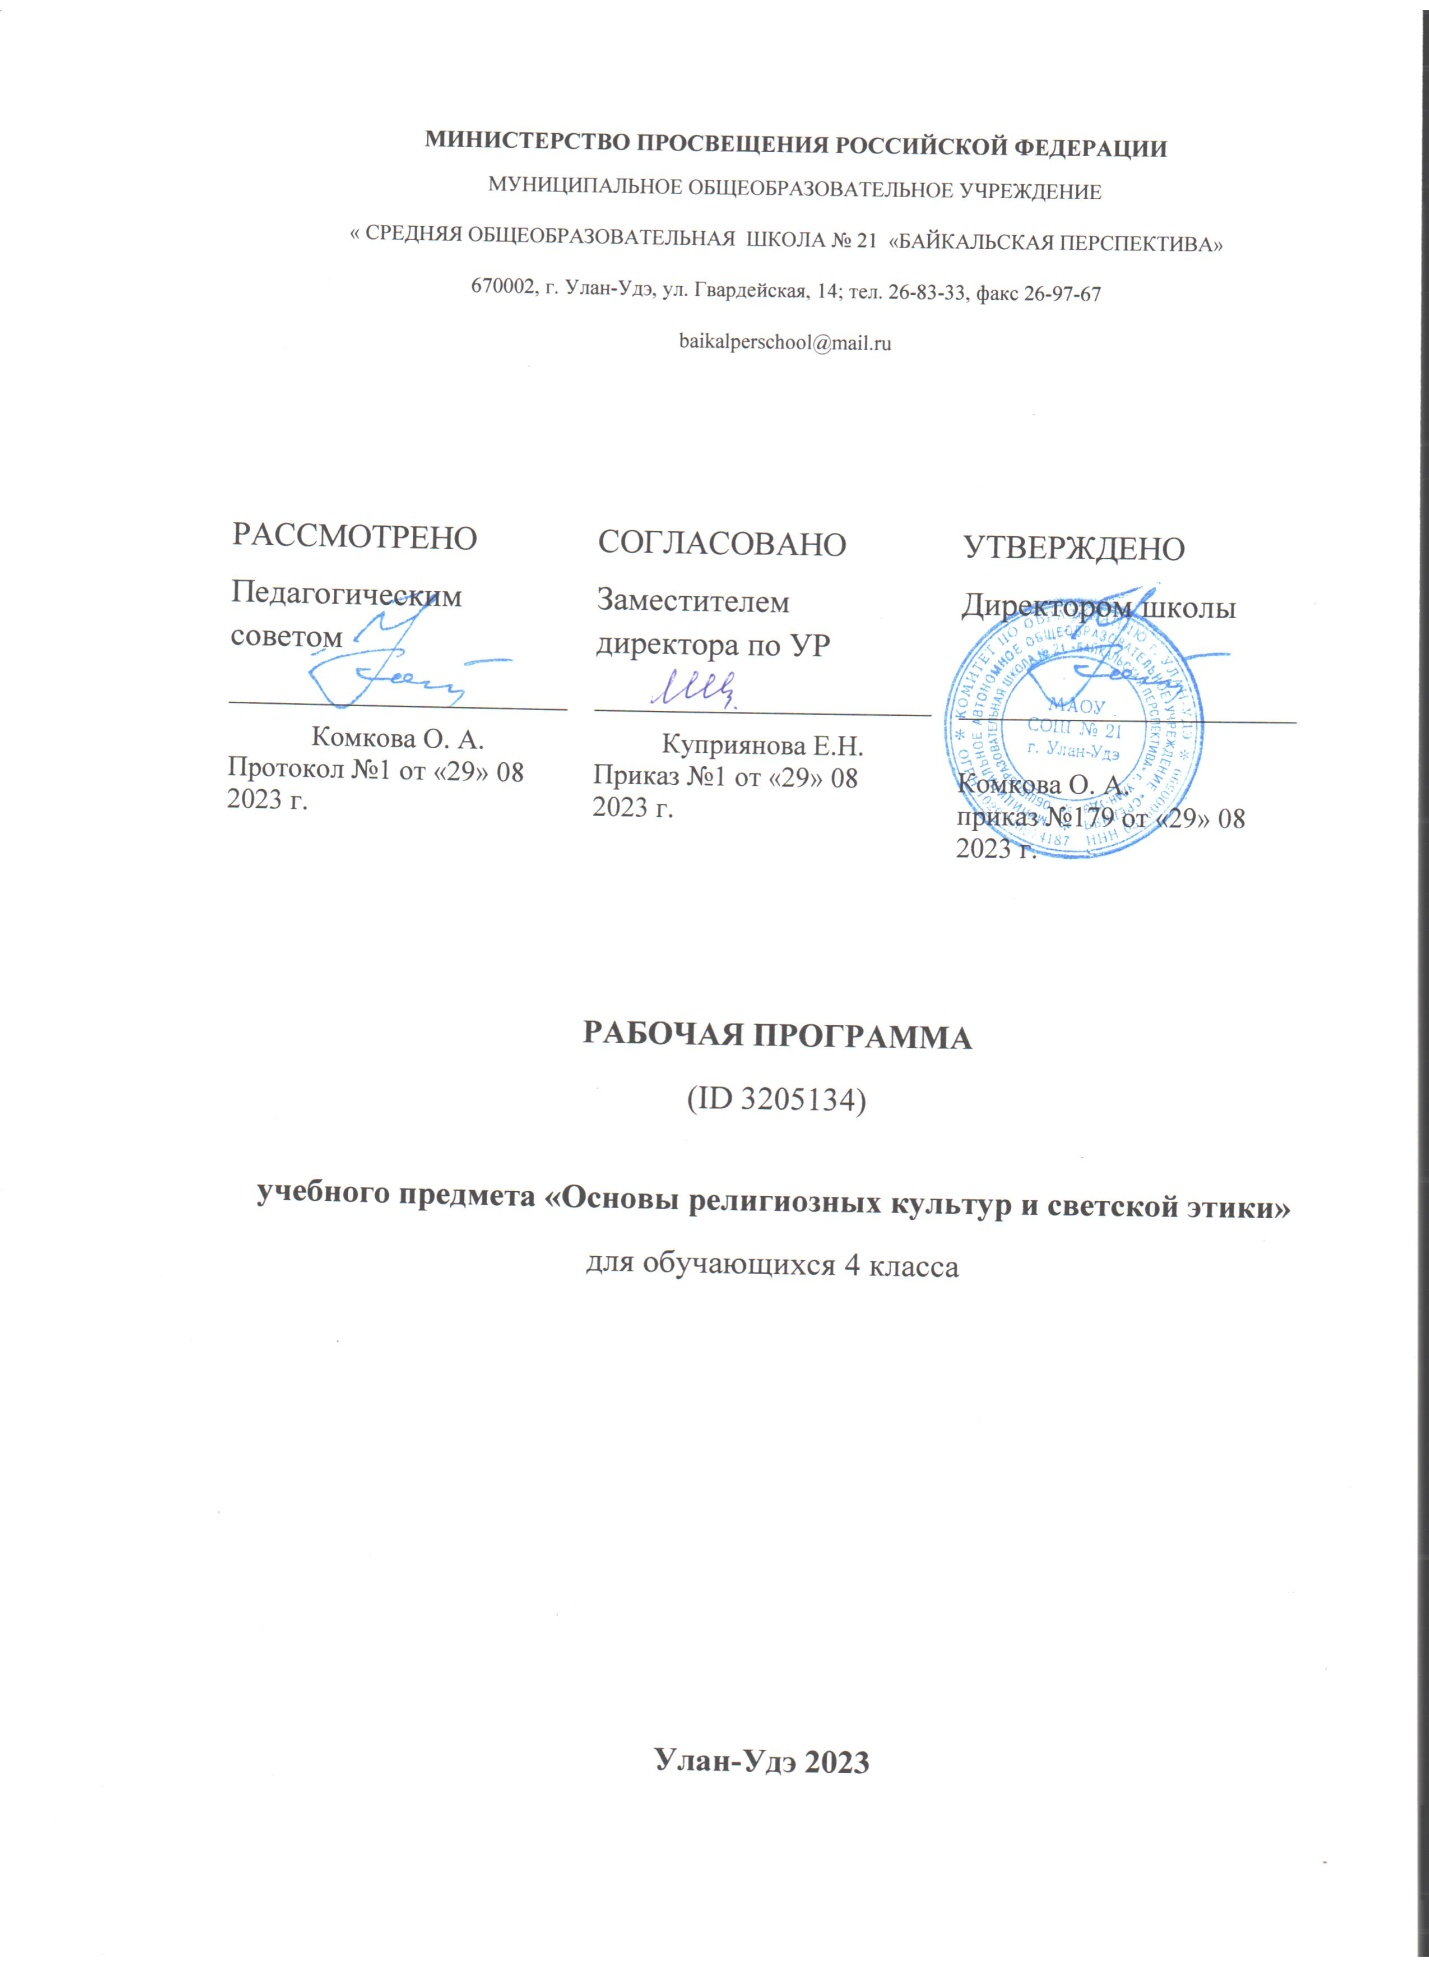 МИНИСТЕРСТВО ПРОСВЕЩЕНИЯ РОССИЙСКОЙ ФЕДЕРАЦИИ
МУНИЦИПАЛЬНОЕ ОБЩЕОБРАЗОВАТЕЛЬНОЕ УЧРЕЖДЕНИЕ
« СРЕДНЯЯ ОБЩЕОБРАЗОВАТЕЛЬНАЯ ШКОЛА № 21 «БАЙКАЛЬСКАЯ ПЕРСПЕКТИВА»
670002, г. Улан-Удэ, ул. Гвардейская, 14; тел. 26-83-33, факс 26-97-67
baikalperschool@mail.ru
РАССМОТРЕНО
Педагогическим
советом
Комкова О. А.
Протокол №1 от «29» 08
2023 г.
СОГЛАСОВАНО
Заместителем
директора по УР
Куприянова Е.Н.
Приказ №1 от «29» 08
2023 г.
УТВЕРЖДЕНО
Директором школы
МАОУ
СОШ № 21
г. Улан-Удэ
Комкова О. А.
приказ №179 от «29» 08
2023 г.
РАБОЧАЯ ПРОГРАММА
(ID 3205134)
учебного предмета «Основы религиозных культур и светской этики»
для обучающихся 4 класса
Улан-Удэ 2023